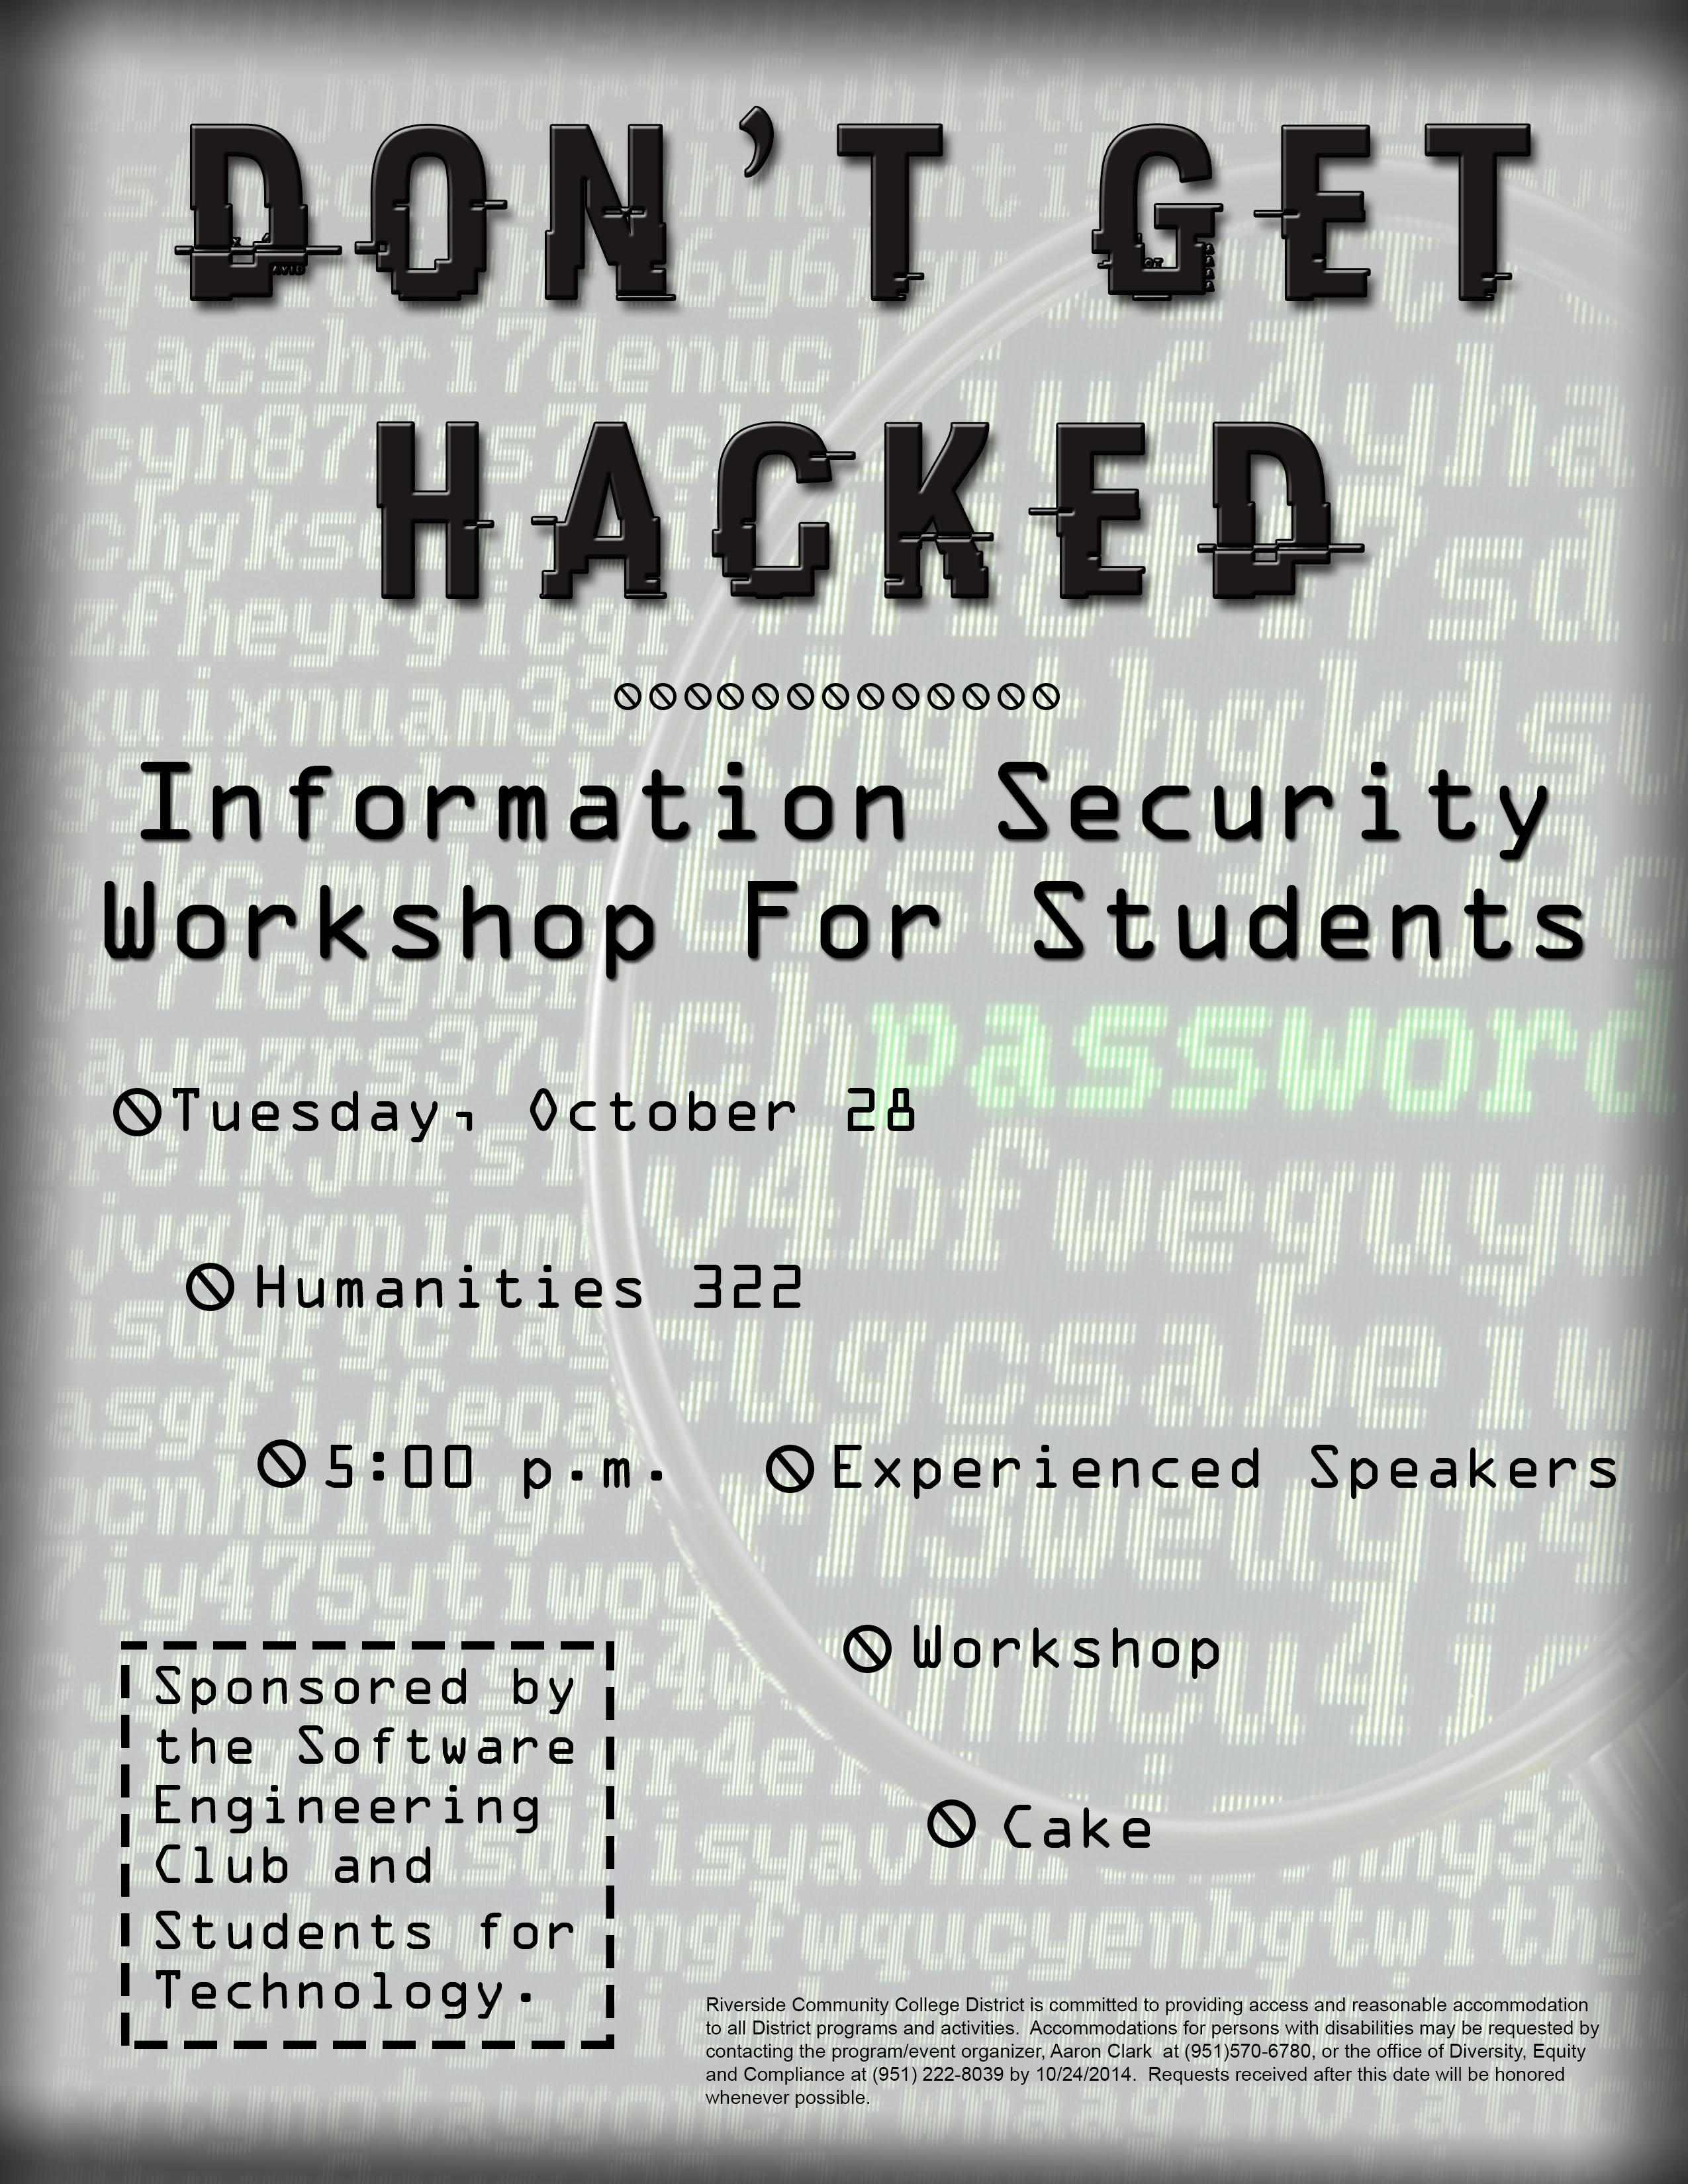 DON'T GET
HACKED
Information Security
Workshop For Students
password
Tuesday, October 28
Humanities 322
5:00 p.m.
Experienced Speakers
Workshop
Cake
Sponsored by
the Software
Engineering
Club and
Students for
Technology.
Riverside Community College District is committed to providing access and reasonable accommodation
to all District programs and activities.  Accommodations for persons with disabilities may be requested by
contacting the program/event organizer, Aaron Clark  at (951)570-6780, or the office of Diversity, Equity
and Compliance at (951) 222-8039 by 10/24/2014.  Requests received after this date will be honored
whenever possible.